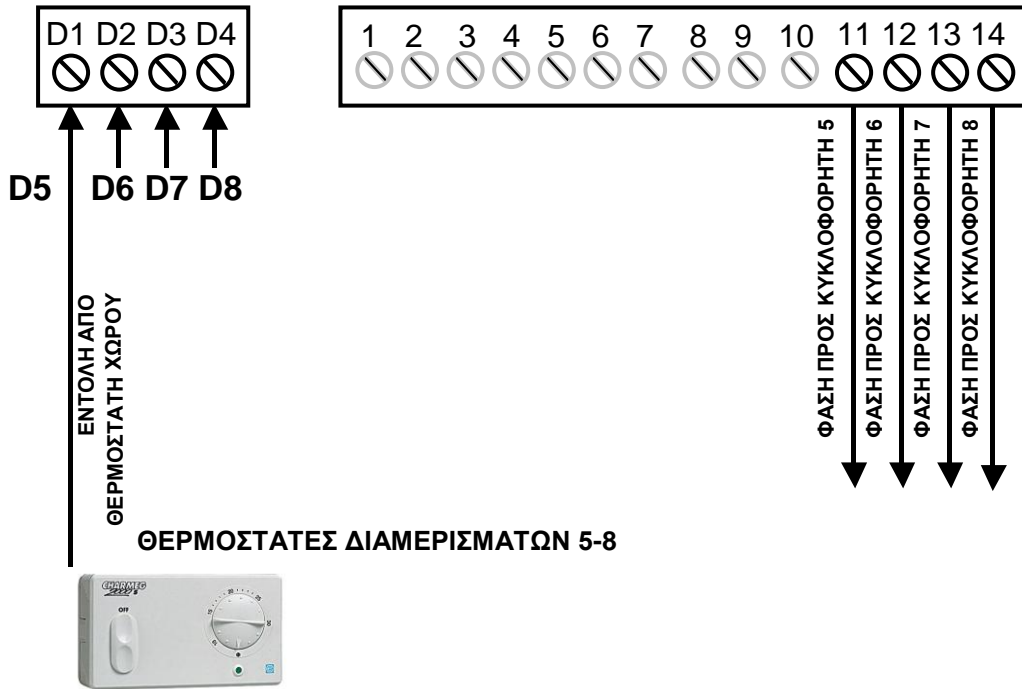 D1 D2 D3 D4
1 2 3 4 5 6 7 8 9 10 11 12 13 14
D5 D6 D7 D8
ΕΝΤΟΛΗ ΑΠΟ
ΘΕΡΜΟΣΤΑΤΗ ΧΩΡΟΥ
ΦΑΣΗ ΠΡΟΣ ΚΥΚΛΟΦΟΡΗΤΗ 5
ΦΑΣΗ ΠΡΟΣ ΚΥΚΛΟΦΟΡΗΤΗ 6
ΦΑΣΗ ΠΡΟΣ ΚΥΚΛΟΦΟΡΗΤΗ 7
ΦΑΣΗ ΠΡΟΣ ΚΥΚΛΟΦΟΡΗΤΗ 8
ΘΕΡΜΟΣΤΑΤΕΣ ΔΙΑΜΕΡΙΣΜΑΤΩΝ 5-8
CHARMEG
OFF